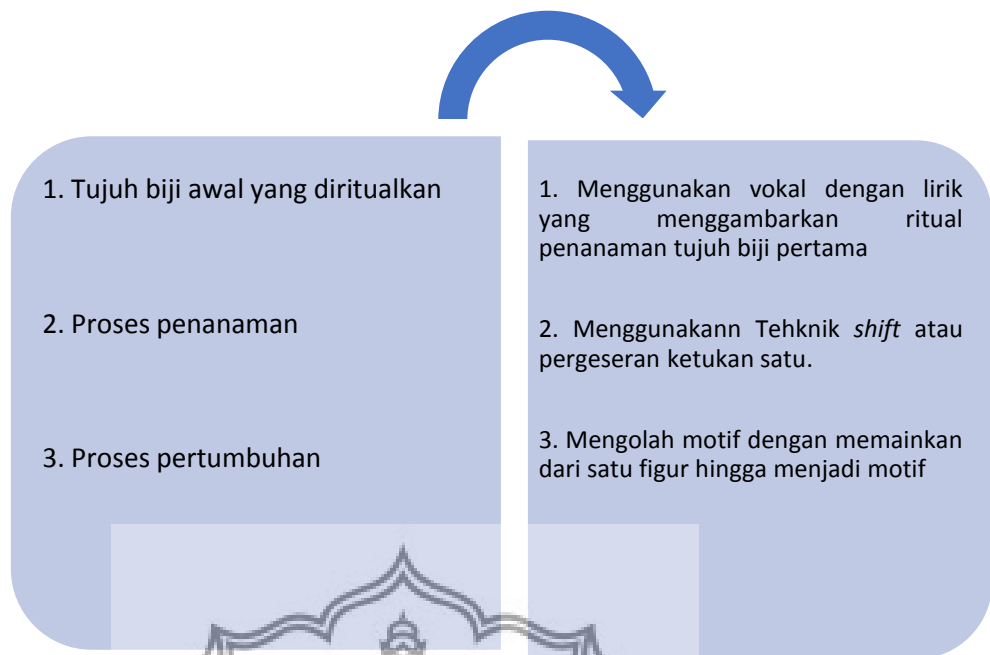 1. Tujuh biji awal yang diritualkan
2. Proses penanaman
3. Proses pertumbuhan
1. Menggunakan vokal dengan lirik
yang menggambarkan ritual
penanaman tujuh biji pertama
2. Menggunakann Tehknik shift atau
pergeseran ketukan satu.
3. Mengolah motif dengan memainkan
dari satu figur hingga menjadi motif